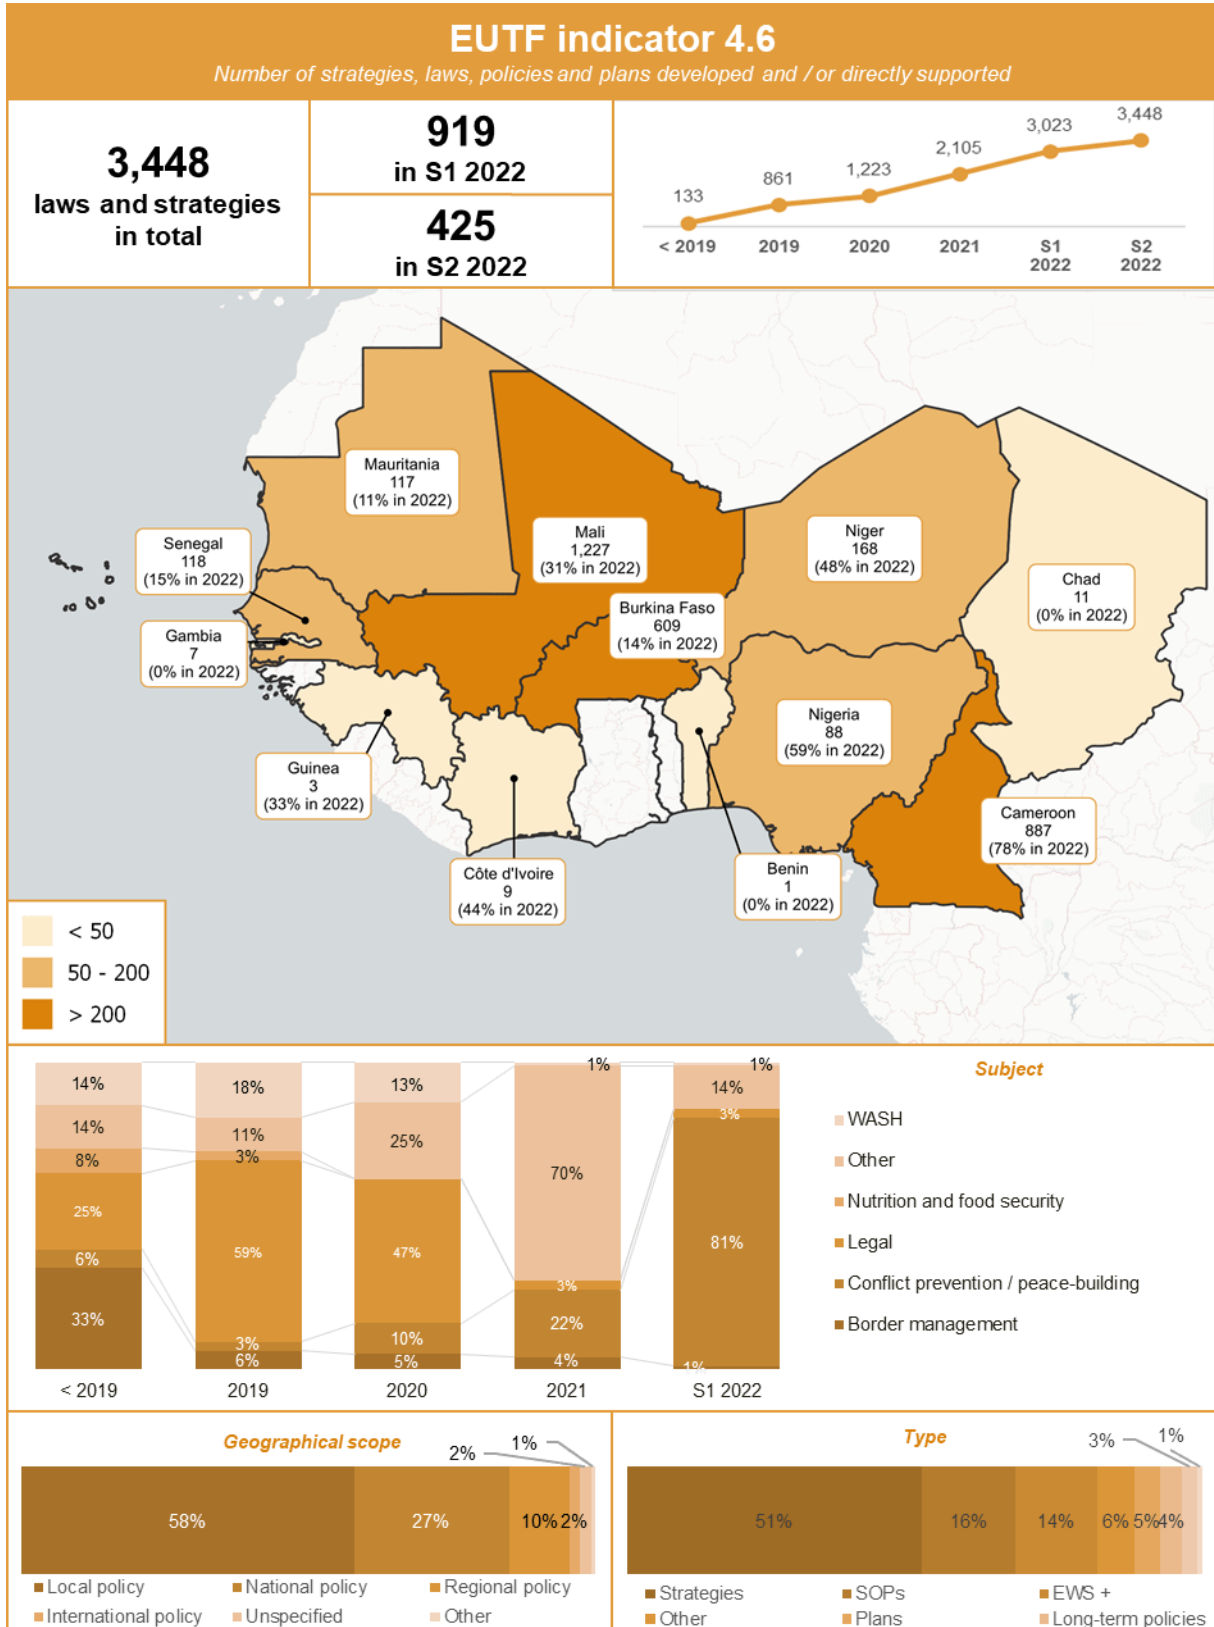 EUTF indicator 4.6
Number of strategies, laws, policies and plans developed and / or directly supported
3,448
laws and strategies
in total
919
in S1 2022
425
in S2 2022
133
861
1,223
2,105
3,023
3,448
< 2019
2019
2020
2021
S1
2022
S2
2022
Mauritania
117
(11% in 2022)
Senegal
118
(15% in 2022)
Gambia
7
(0% in 2022)
Mali
1,227
(31% in 2022)
Burkina Faso
609
(14% in 2022)
Niger
168
(48% in 2022)
Chad
11
(0% in 2022)
Nigeria
88
(59% in 2022)
Guinea
3
(33% in 2022)
Côte d'Ivoire
9
(44% in 2022)
Benin
1
(0% in 2022)
Cameroon
887
(78% in 2022)
< 50
50 - 200
> 200
14%
14%
8%
25%
6%
33%
< 2019
18%
11%
3%
59%
3%
6%
2019
13%
25%
47%
10%
5%
2020
1%
70%
3%
22%
4%
2021
1%
14%
3%
81%
1%
S1 2022
Subject
WASH
Other
Nutrition and food security
Legal
Conflict prevention / peace-building
Border management
Geographical scope
2%
1%
58%
27%
10%
2%
Local policy
National policy
Regional policy
International policy
Unspecified
Other
Type
3%
1%
51%
16%
14%
6%
5%
4%
Strategies
SOPs
EWS +
Other
Plans
Long-term policies